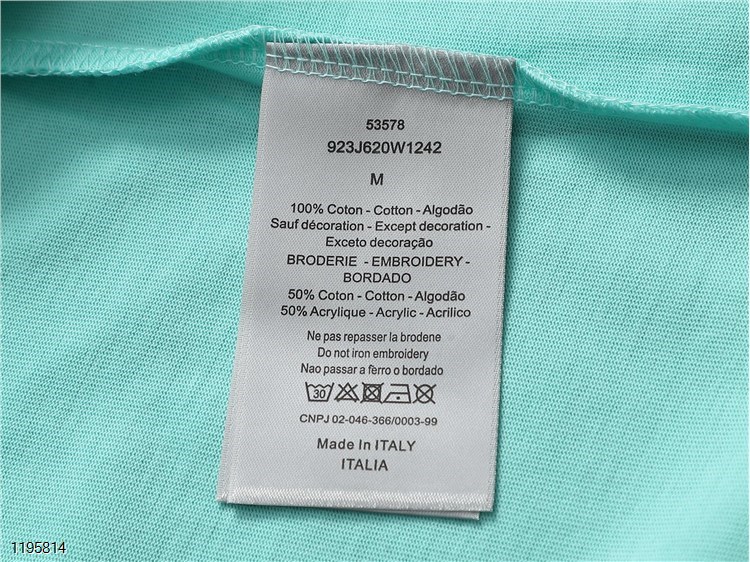 53578
923J620W1242
M
100% Coton - Cotton - Algodão
Sauf décoration - Except decoration -
Exceto decoração
BRODERIE - EMBROIDERY -
BORDADO
50% Coton - Cotton - Algodão
50% Acrylique - Acrylic - Acrilico
Ne pas repasser la brodene
Do not iron embroidery
Nao passar a fèrro o bordado
30
CNPJ 02-046-366/0003-99
Made In ITALY
ITALIA
1195814